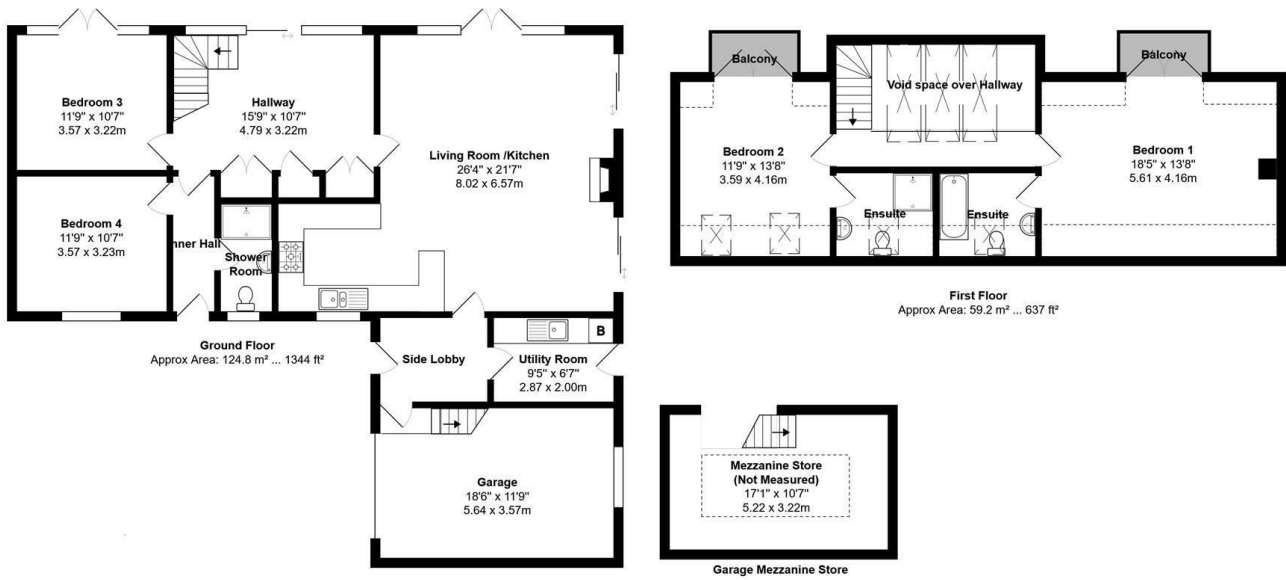 Bedroom 3
11'9" x 10'7"
3.57 x 3.22m
Hallway
15'9" x 10'7"
4.79 x 3.22m
Living Room /Kitchen
26'4" x 21'7"
8.02 x 6.57m
Bedroom 4
11'9" x 10'7"
3.57 x 3.23m
nner Hall
Shower
Room
Ground Floor
Approx Area: 124.8 m² ... 1344 ft²
Side Lobby
B
Utility Room
9'5" x 6'7"
2.87 x 2.00m
Garage
18'6" x 11'9"
5.64 x 3.57m
Balcony
Void space over Hallway
Balcony
Bedroom 2
11'9" x 13'8"
3.59 x 4.16m
Bedroom 1
18'5" x 13'8"
5.61 x 4.16m
Ensuite
Ensuite
First Floor
Approx Area: 59.2 m² ... 637 ft²
Mezzanine Store
(Not Measured)
17'1" x 10'7"
5.22 x 3.22m
Garage Mezzanine Store